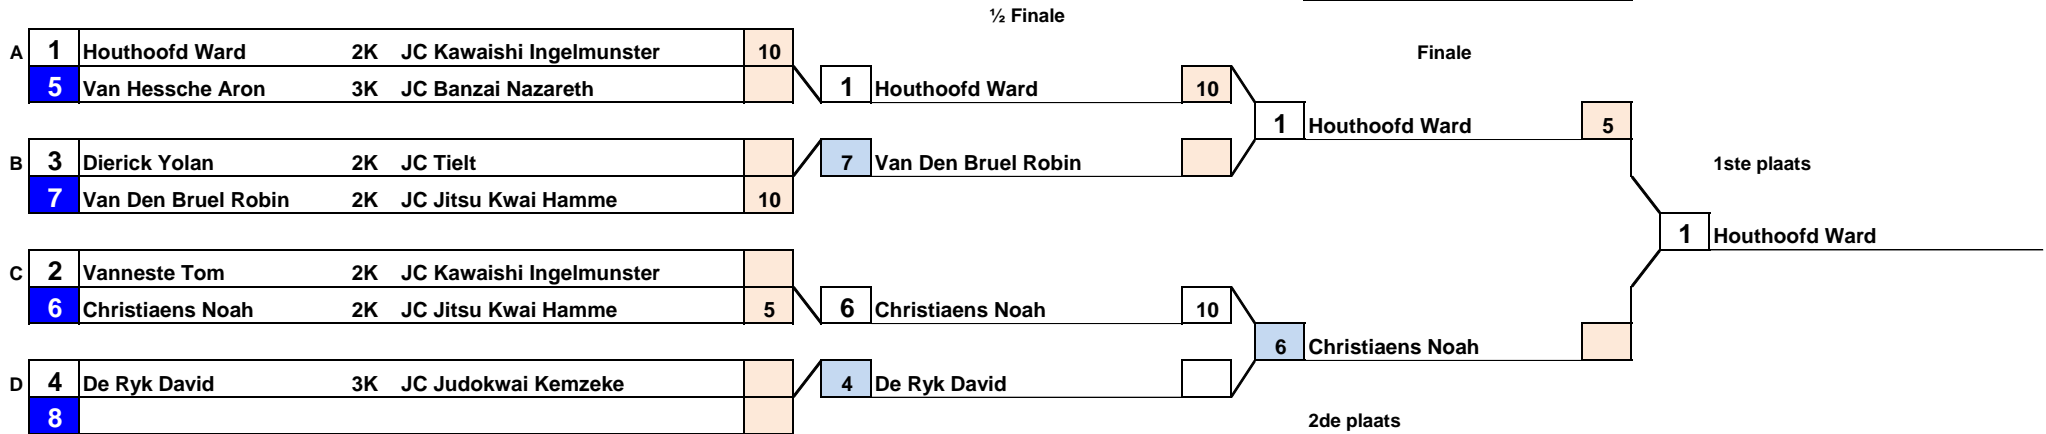 ½ Finale
A 1 Houthoofd Ward 2K JC Kawaishi Ingelmunster 10
Finale
5 Van Hessche Aron 3K JC Banzai Nazareth
1 Houthoofd Ward 10
1 Houthoofd Ward 5
B 3 Dierick Yolan 2K JC Tielt
7 Van Den Bruel Robin
1ste plaats
7 Van Den Bruel Robin 2K JC Jitsu Kwai Hamme 10
1 Houthoofd Ward
C 2 Vanneste Tom 2K JC Kawaishi Ingelmunster
6 Christiaens Noah 2K JC Jitsu Kwai Hamme 5
6 Christiaens Noah 10
6 Christiaens Noah
D 4 De Ryk David 3K JC Judokwai Kemzeke
4 De Ryk David
8
2de plaats